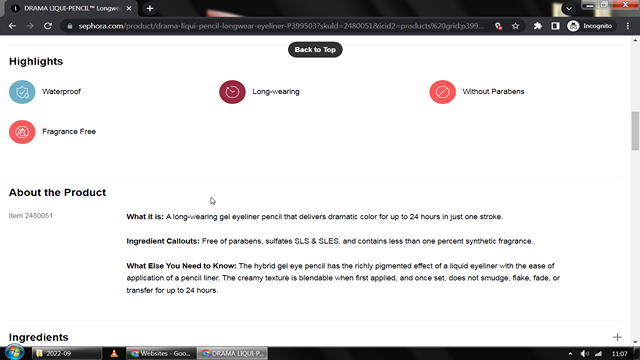 DRAMA LIQUI-PENCIL™ Longwea
Incognito
sephora.com/product/drama-liqui-pencil-longwear-eyeliner-P399503?skuId=2480051&icid2=products%20grid:p399...
Back to Top
Highlights
Waterproof
Long-wearing
Without Parabens
Fragrance Free
About the Product
Item 2480051
What it is: A long-wearing gel eyeliner pencil that delivers dramatic color for up to 24 hours in just one stroke.
Ingredient Callouts: Free of parabens, sulfates SLS & SLES, and contains less than one percent synthetic fragrance.
What Else You Need to Know: The hybrid gel eye pencil has the richly pigmented effect of a liquid eyeliner with the ease of
application of a pencil liner. The creamy texture is blendable when first applied, and once set, does not smudge, flake, fade, or
transfer for up to 24 hours.
Ingredients
2022-09
Websites - Goo...
DRAMA LIQUI-P...
11:07